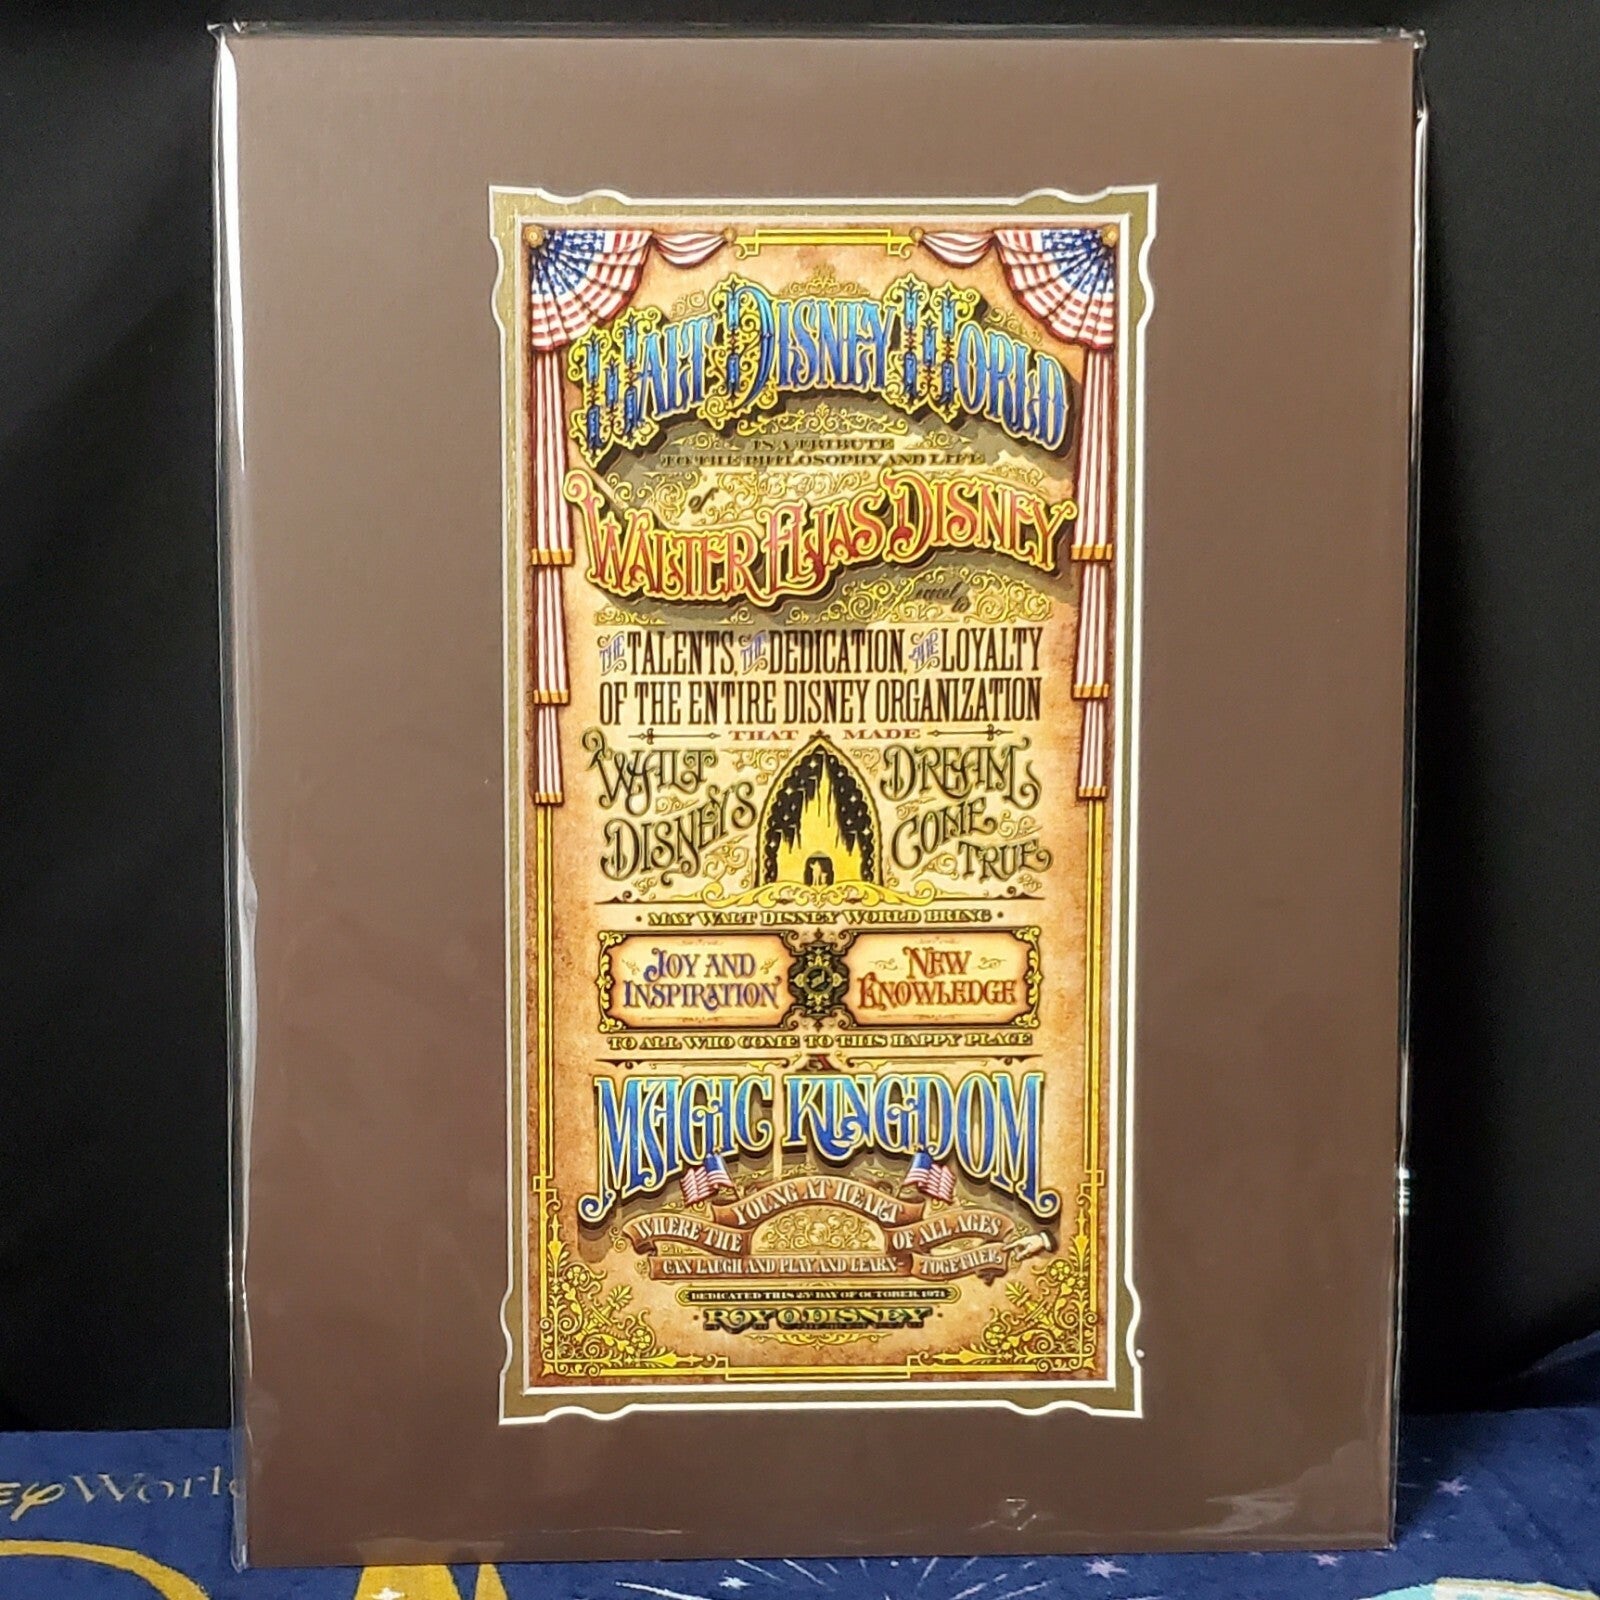 WALT DISNEY WORLD
IS A TRIBUTE
TO THE PHILOSOPHY AND LIFE
of
WALTER ELIAS DISNEY
and to
THE TALENTS, THE DEDICATION, AND THE LOYALTY
OF THE ENTIRE DISNEY ORGANIZATION
THAT MADE
WALT DISNEY'S DREAM COME TRUE
MAY WALT DISNEY WORLD BRING
JOY AND INSPIRATION
NEW KNOWLEDGE
TO ALL WHO COME TO THIS HAPPY PLACE
A
MAGIC KINGDOM
WHERE THE YOUNG AT HEART OF ALL AGES
CAN LAUGH AND PLAY AND LEARN- TOGETHER
DEDICATED THIS 25th DAY OF OCTOBER, 1971
ROY O DISNEY
World